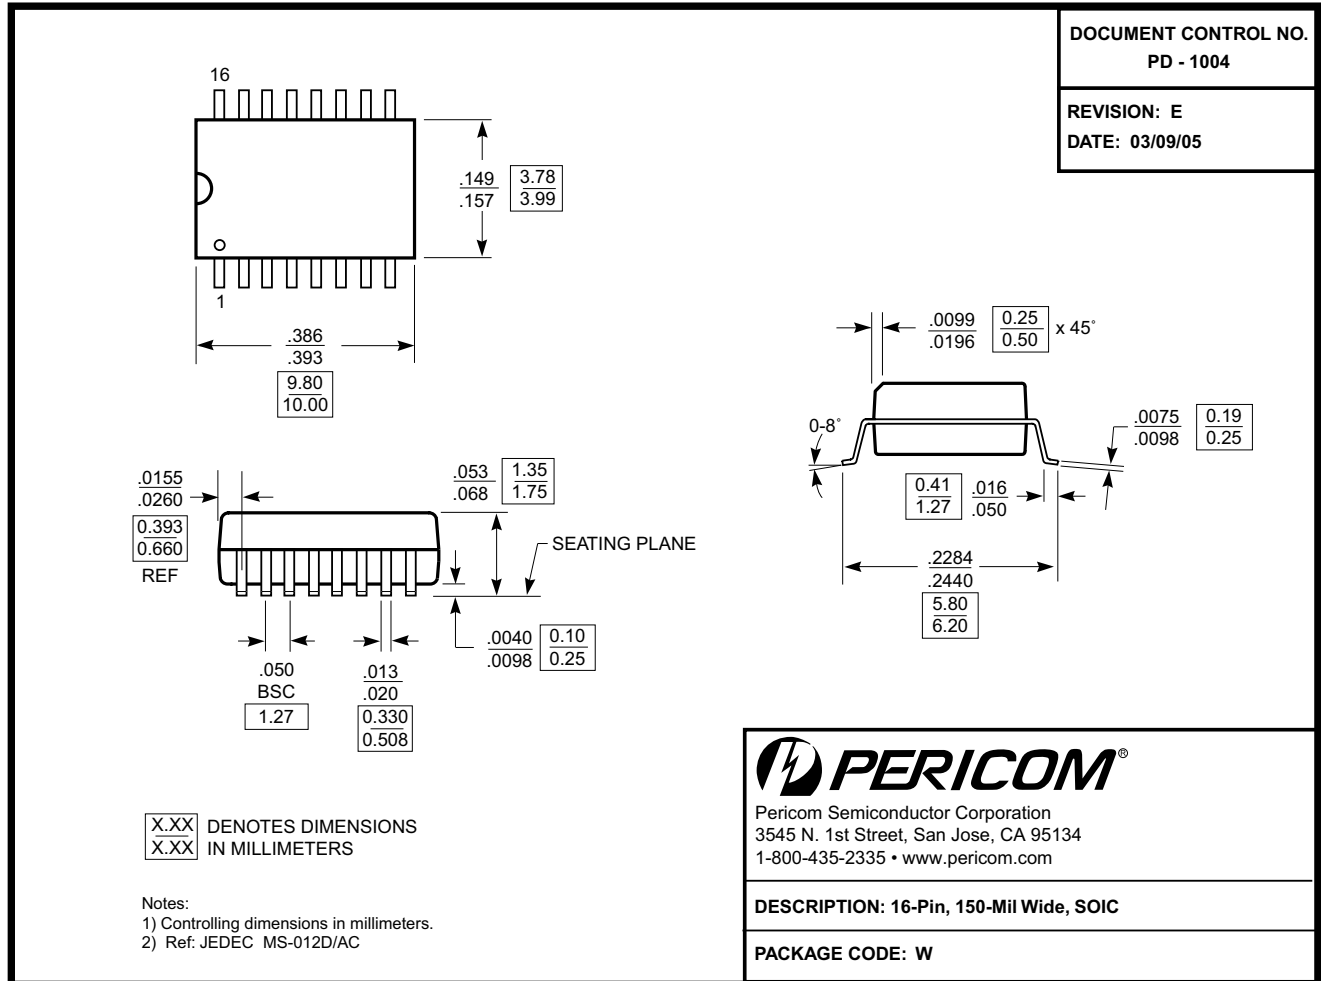 DOCUMENT CONTROL NO.
PD - 1004
REVISION: E
DATE: 03/09/05
16
1
.149
.157
3.78
3.99
.386
.393
9.80
10.00
.0099
.0196
0.25
0.50
x 45°
0-8°
.0075
.0098
0.19
0.25
0.41
1.27
.016
.050
.2284
.2440
5.80
6.20
.0155
.0260
0.393
0.660
REF
.053
.068
1.35
1.75
SEATING PLANE
.0040
.0098
0.10
0.25
.050
BSC
1.27
.013
.020
0.330
0.508
X.XX
X.XX
DENOTES DIMENSIONS
IN MILLIMETERS
Notes:
1) Controlling dimensions in millimeters.
2) Ref: JEDEC MS-012D/AC
PERICOM®
Pericom Semiconductor Corporation
3545 N. 1st Street, San Jose, CA 95134
1-800-435-2335 • www.pericom.com
DESCRIPTION: 16-Pin, 150-Mil Wide, SOIC
PACKAGE CODE: W